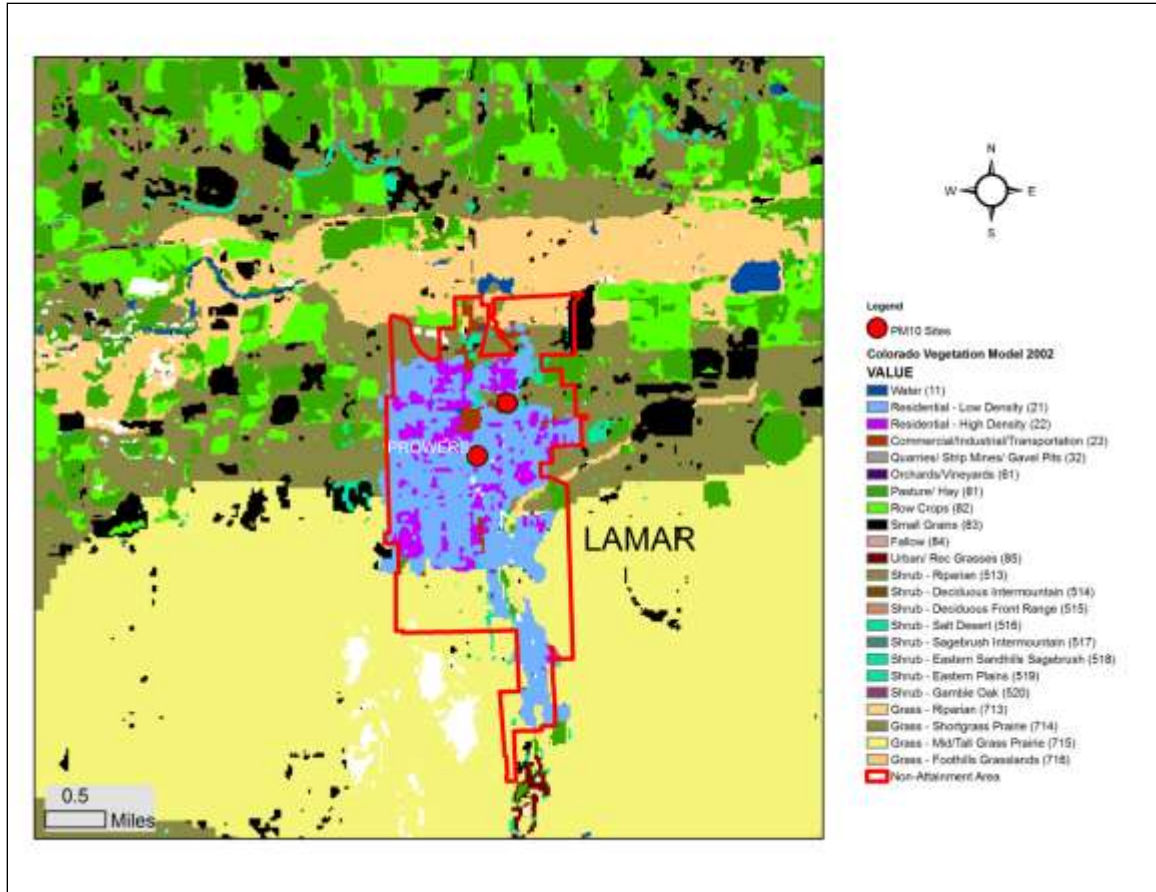 N
W E
S
Legend
PM10 Sites
Colorado Vegetation Model 2002
VALUE
Water (11)
Residential - Low Density (21)
Residential - High Density (22)
Commercial/Industrial/Transportation (23)
Quarries/ Strip Mines/ Gavel Pits (32)
Orchards/Vineyards (61)
Pasture/ Hay (81)
Row Crops (82)
Small Grains (83)
Fallow (84)
Urban/ Rec Grasses (85)
Shrub - Riparian (513)
Shrub - Deciduous Intermountain (514)
Shrub - Deciduous Front Range (515)
Shrub - Salt Desert (516)
Shrub - Sagebrush Intermountain (517)
Shrub - Eastern Sandhills Sagebrush (518)
Shrub - Eastern Plains (519)
Shrub - Gamble Oak (520)
Grass - Riparian (713)
Grass - Shortgrass Prairie (714)
Grass - Mid/Tall Grass Prairie (715)
Grass - Foothills Grasslands (716)
Non-Attainment Area
LAMAR
0.5
Miles